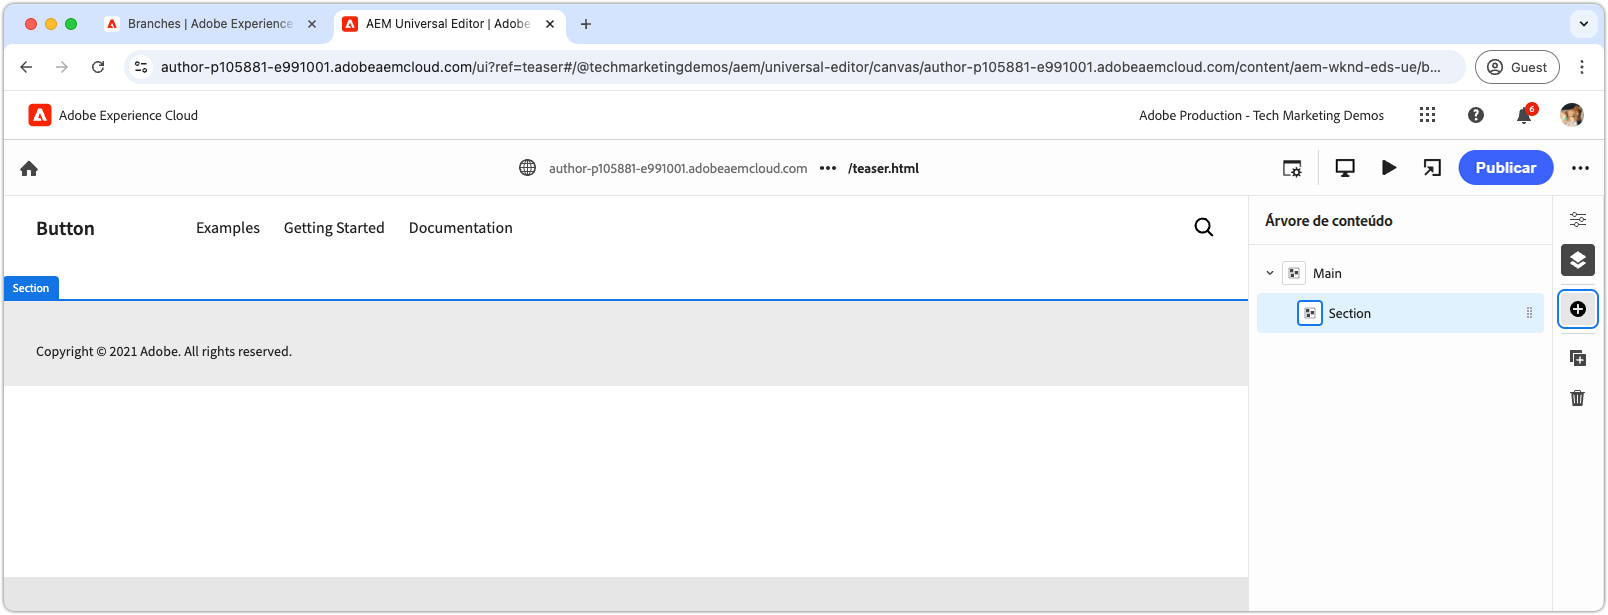 Branches | Adobe Experience
AEM Universal Editor | Adobe
author-p105881-e991001.adobeaemcloud.com/ui?ref=teaser#/@techmarketingdemos/aem/universal-editor/canvas/author-p105881-e991001.adobeaemcloud.com/content/aem-wknd-eds-ue/b...
Guest
Adobe Experience Cloud
Adobe Production - Tech Marketing Demos
6
author-p105881-e991001.adobeaemcloud.com ••• /teaser.html
Publicar
Button
Examples
Getting Started
Documentation
Section
Copyright © 2021 Adobe. All rights reserved.
Árvore de conteúdo
Main
Section